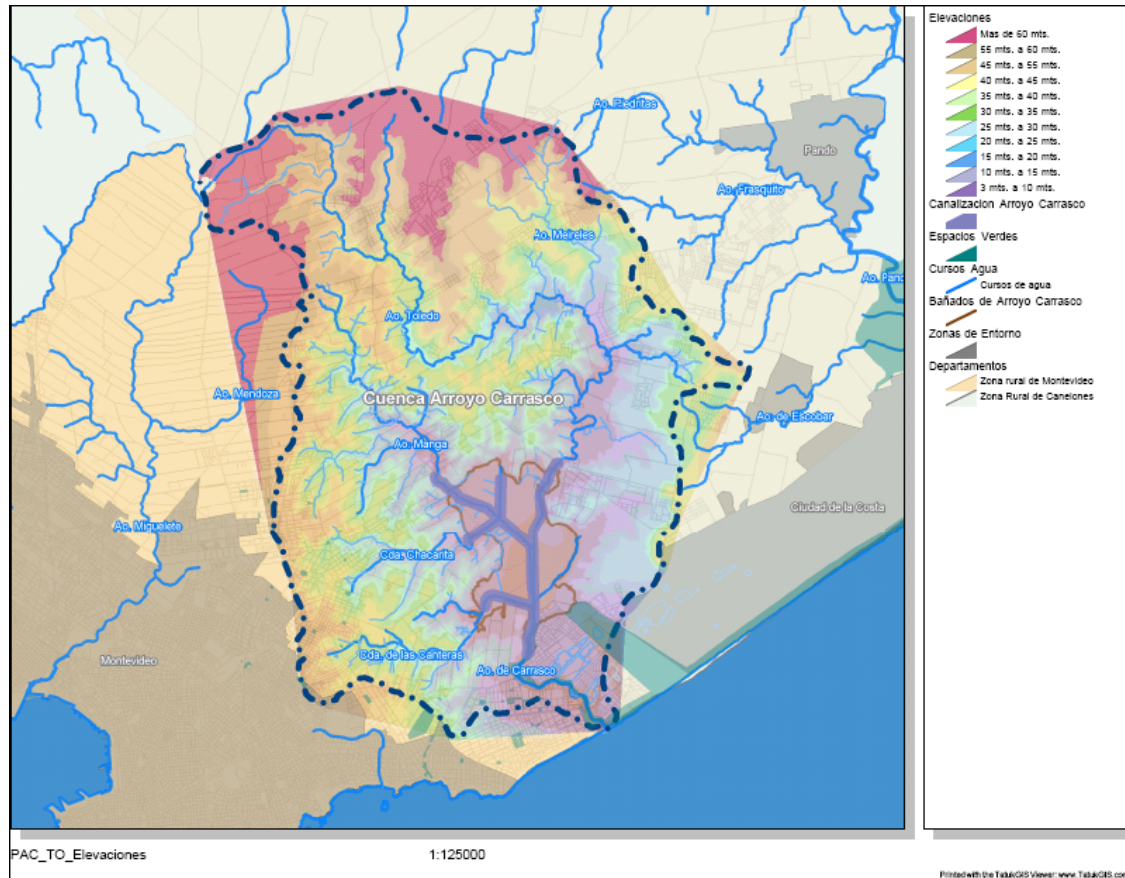 Elevaciones
Mas de 60 mts.
55 mts. a 60 mts.
45 mts. a 55 mts.
40 mts. a 45 mts.
35 mts. a 40 mts.
30 mts. a 35 mts.
25 mts. a 30 mts.
20 mts. a 25 mts.
15 mts. a 20 mts.
10 mts. a 15 mts.
3 mts. a 10 mts.
Canalizacion Arroyo Carrasco
Espacios Verdes
Cursos Agua
Cursos de agua
Bañados de Arroyo Carrasco
Zonas de Entorno
Departamentos
Zona rural de Montevideo
Zona Rural de Canelones
Ao. Piedritas
Pando
Ao. Frasquito
Ao. Meireles
Ao. Pand
Ao. Toledo
Ao. Mendoza
Cuenca Arroyo Carrasco
Ao. de Escobar
Ao. Manga
Ciudad de la Costa
Ao. Miguelete
Cda. Chacarita
Cda. de las Canteras
Montevideo
Ao. de Carrasco
PAC_TO_Elevaciones
1:125000
Printed with the TatukGIS Viewer: www.TatukGIS.com